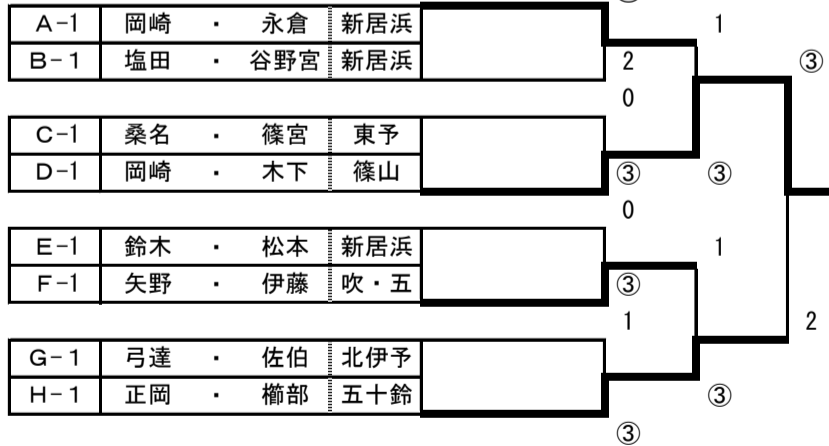 A-1 岡崎 ・ 永倉 新居浜 1
B-1 塩田 ・ 谷野宮 新居浜 2 ③
0
C-1 桑名 ・ 篠宮 東予
D-1 岡崎 ・ 木下 篠山 ③ ③
0
E-1 鈴木 ・ 松本 新居浜 1
F-1 矢野 ・ 伊藤 吹・五 ③
1 2
G-1 弓達 ・ 佐伯 北伊予
H-1 正岡 ・ 櫛部 五十鈴 ③
③